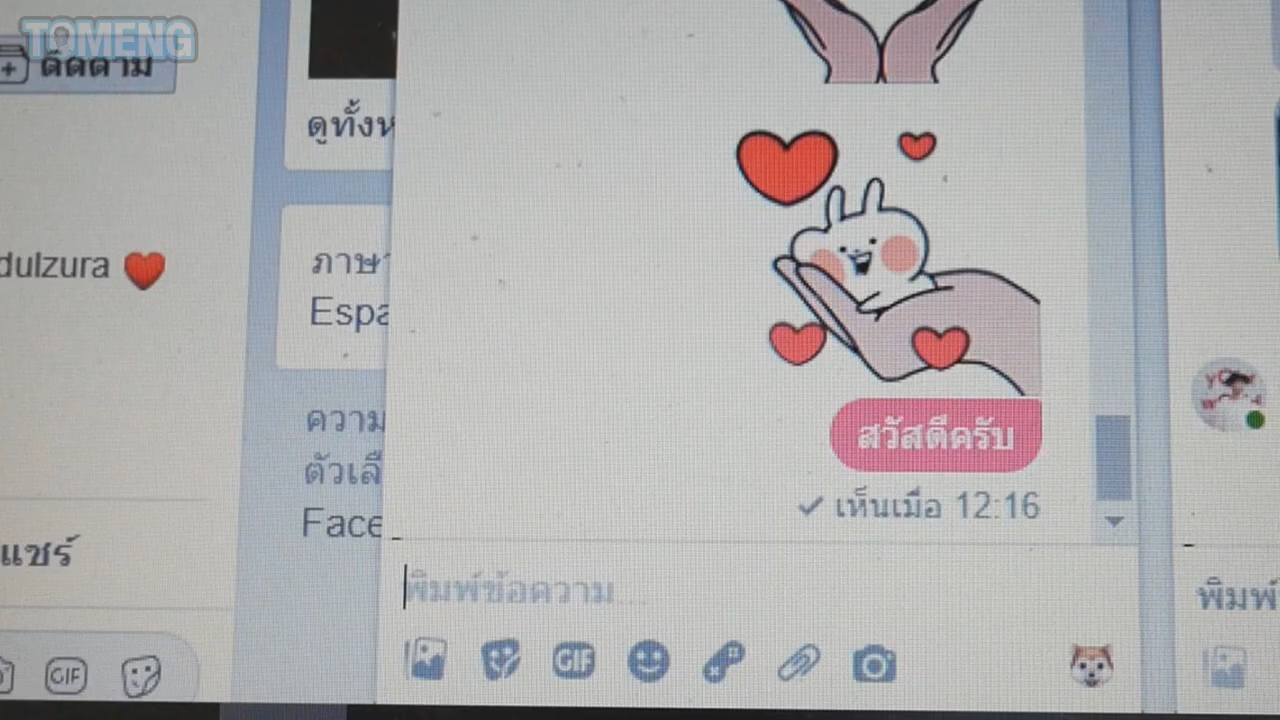 TOMENG
ติดตาม
ดูทั้งห
dulzura
ภาษา
Espa
สวัสดีครับ
เห็นเมื่อ 12:16
ความ
ตัวเลื
Face
แชร์
พิมพ์ข้อความ...
พิมพ์
GIF
GIF